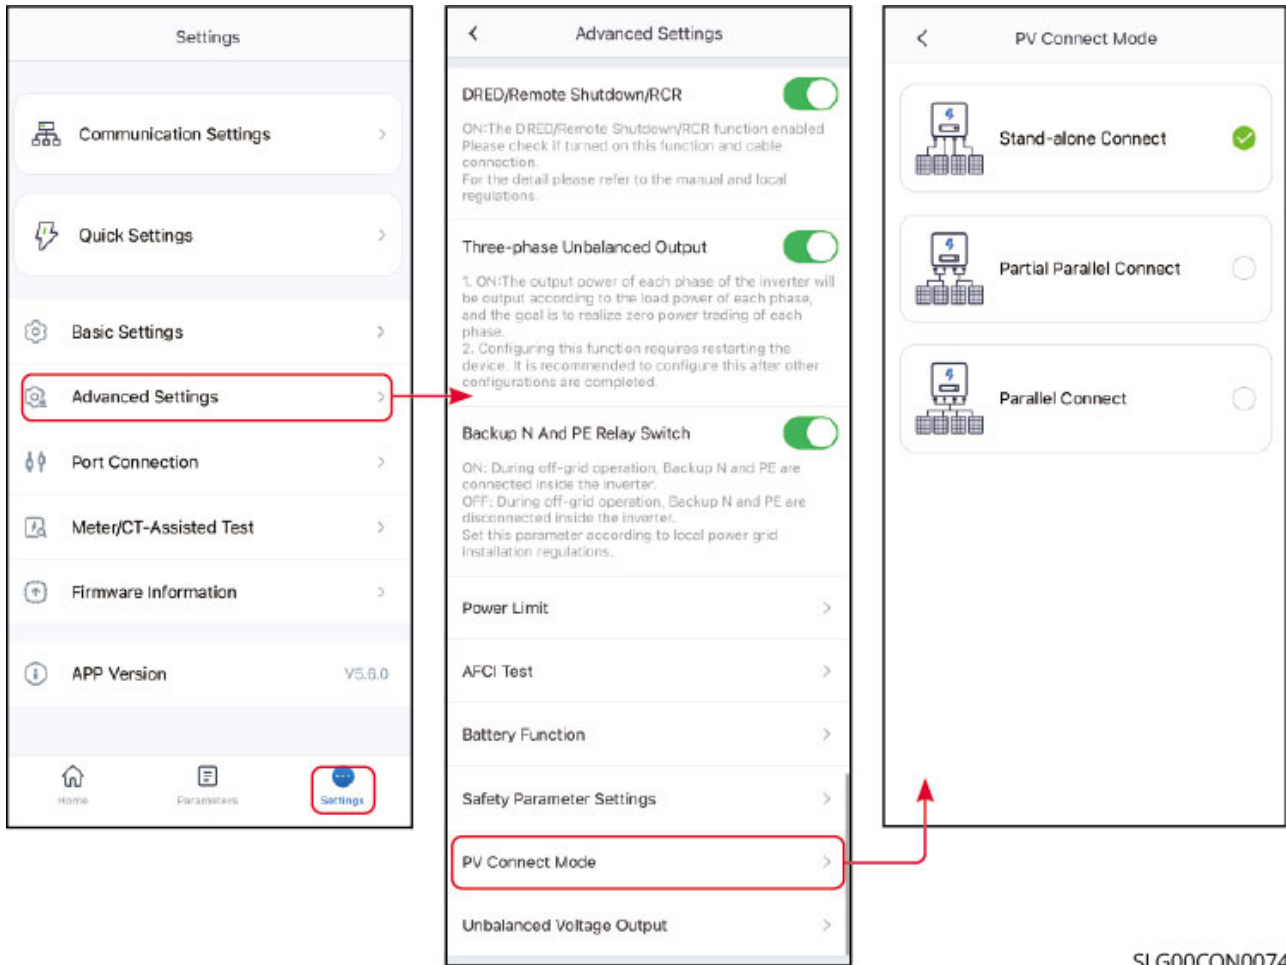 Settings
Communication Settings
Quick Settings
Basic Settings
Advanced Settings
Port Connection
Meter/CT-Assisted Test
Firmware Information
APP Version V5.6.0
Home Parameters Settings
Advanced Settings
DRED/Remote Shutdown/RCR
ON:The DRED/Remote Shutdown/RCR function enabled
Please check if turned on this function and cable
connection.
For the detail please refer to the manual and local
regulations.
Three-phase Unbalanced Output
1. ON:The output power of each phase of the inverter will
be output according to the load power of each phase,
and the goal is to realize zero power trading of each
phase.
2. Configuring this function requires restarting the
device. It is recommended to configure this after other
configurations are completed.
Backup N And PE Relay Switch
ON: During off-grid operation, Backup N and PE are
connected inside the inverter.
OFF: During off-grid operation, Backup N and PE are
disconnected inside the inverter.
Set this parameter according to local power grid
installation regulations.
Power Limit
AFCI Test
Battery Function
Safety Parameter Settings
PV Connect Mode
Unbalanced Voltage Output
PV Connect Mode
Stand-alone Connect
Partial Parallel Connect
Parallel Connect
SLG00CON0074